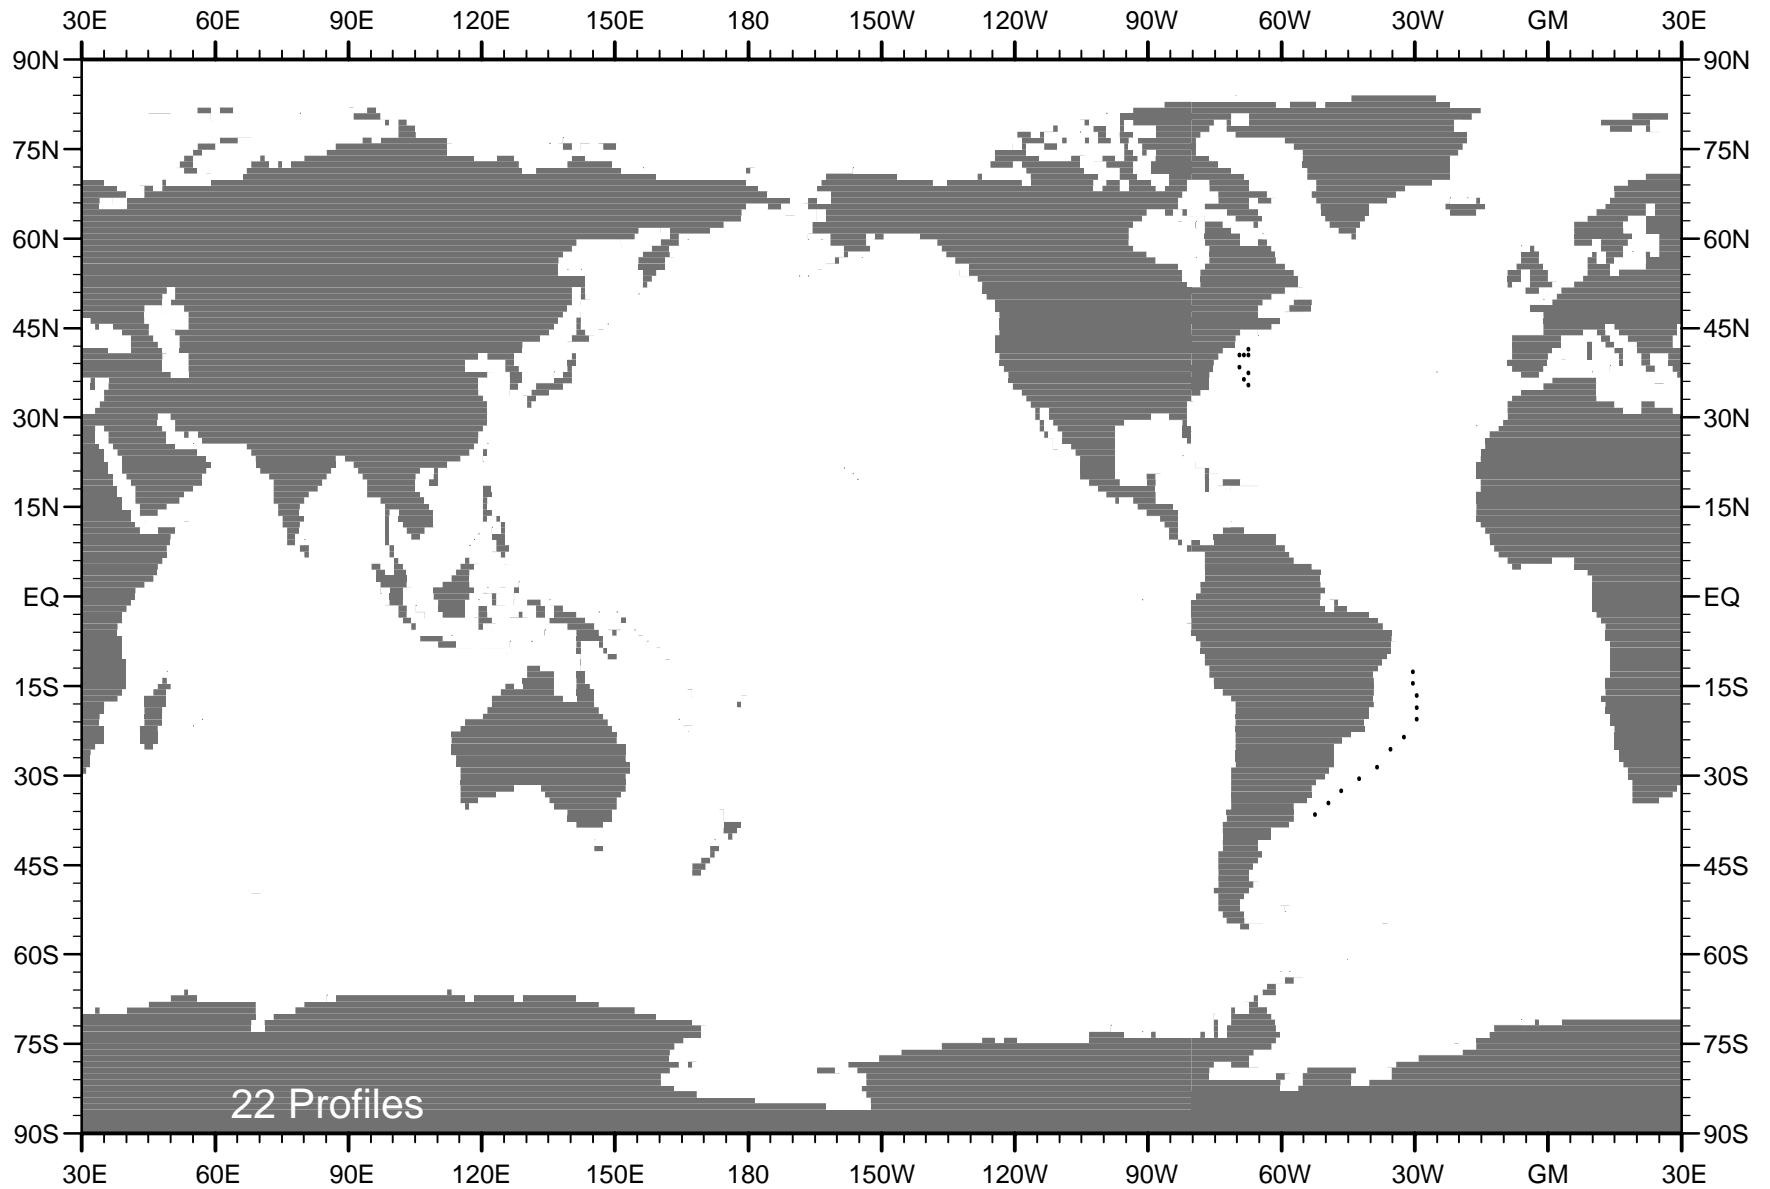 30E 60E 90E 120E 150E 180 150W 120W 90W 60W 30W GM 30E
90N 90N
75N 75N
60N 60N
45N 45N
30N 30N
15N 15N
EQ EQ
15S 15S
30S 30S
45S 45S
60S 60S
75S 75S
22 Profiles
90S 90S
30E 60E 90E 120E 150E 180 150W 120W 90W 60W 30W GM 30E